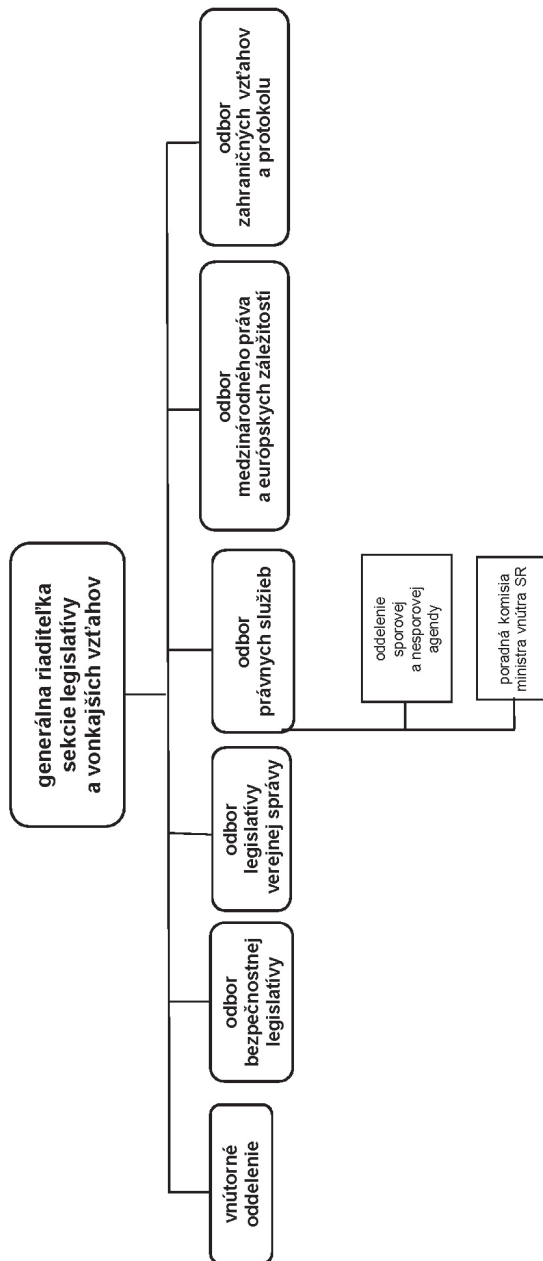 generálna riaditeľka
sekcie legislatívy
a vonkajších vzťahov
vnútorné
oddelenie
odbor
bezpečnostnej
legislatívy
odbor
legislatívy
verejnej správy
odbor
právnych služieb
odbor
medzinárodného práva
a európskych záležitostí
odbor
zahraničných vzťahov
a protokolu
oddelenie
sporovej
a nesporovej
agendy
poradná komisia
ministra vnútra SR